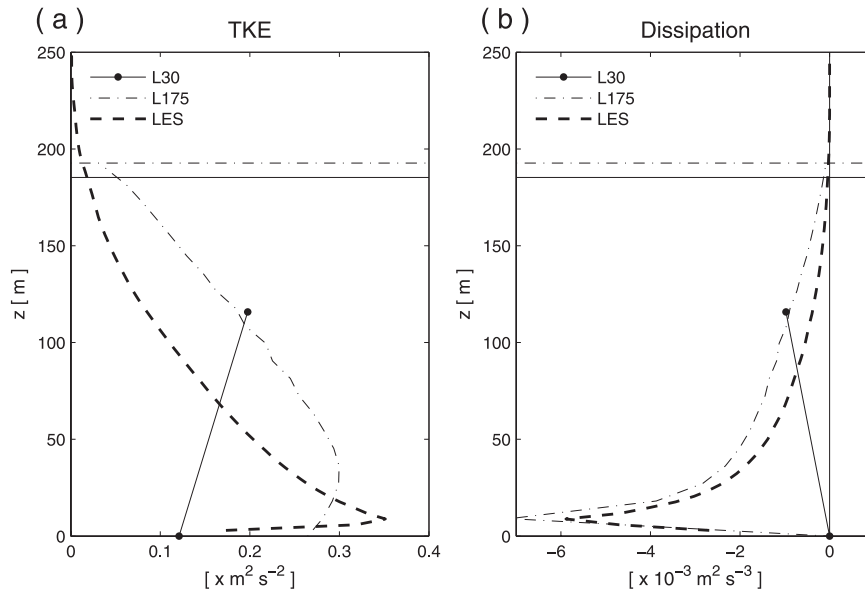 (a)
TKE
250
200
150
100
50
0
z [ m ]
L30
L175
LES
0
0.1
0.2
0.3
0.4
[ x m² s⁻² ]
(b)
Dissipation
250
200
150
100
50
0
z [ m ]
L30
L175
LES
−6
−4
−2
0
[ x 10⁻³ m² s⁻³ ]